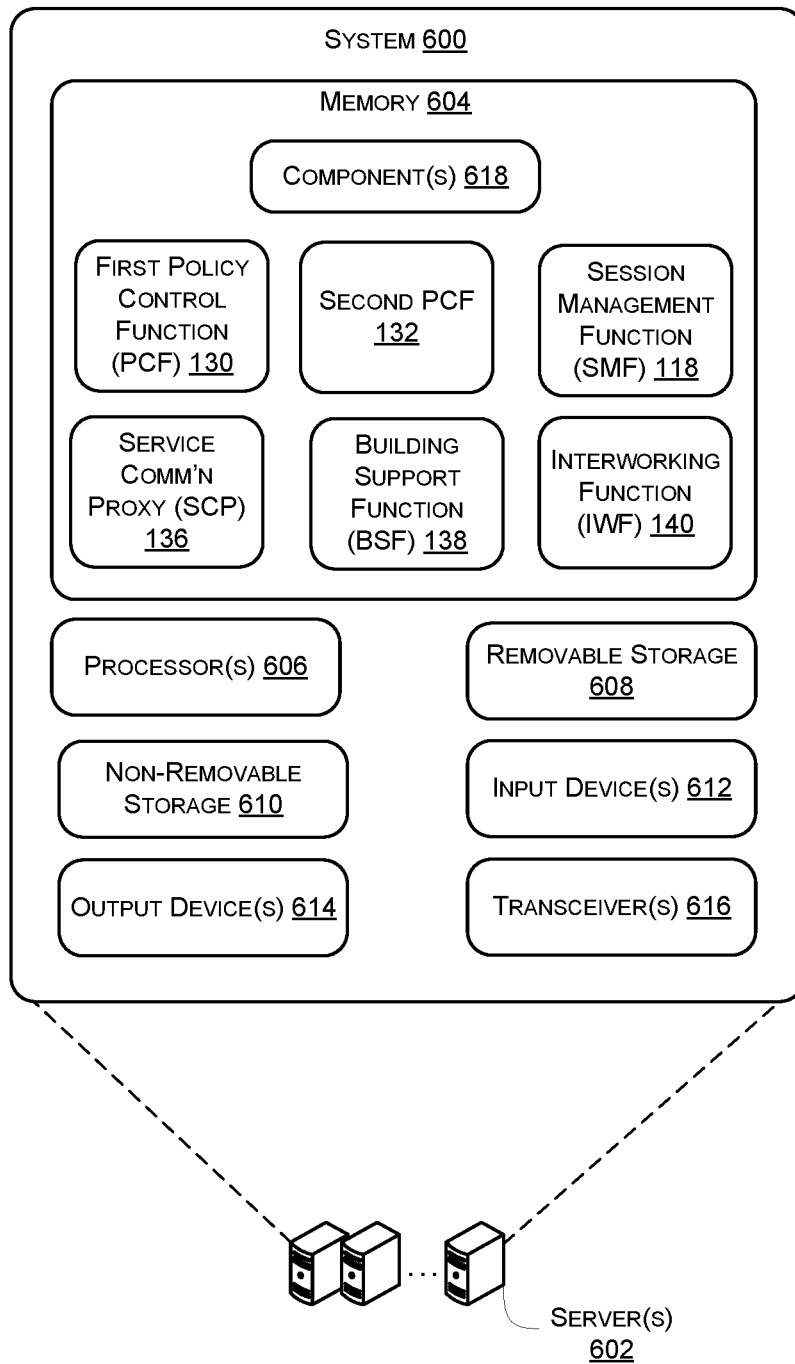 SYSTEM 600
MEMORY 604
COMPONENT(S) 618
FIRST POLICY
CONTROL
FUNCTION
(PCF) 130
SECOND PCF
132
SESSION
MANAGEMENT
FUNCTION
(SMF) 118
SERVICE
COMM'N
PROXY (SCP)
136
BUILDING
SUPPORT
FUNCTION
(BSF) 138
INTERWORKING
FUNCTION
(IWF) 140
PROCESSOR(S) 606
REMOVABLE STORAGE
608
NON-REMOVABLE
STORAGE 610
INPUT DEVICE(S) 612
OUTPUT DEVICE(S) 614
TRANSCEIVER(S) 616
...
SERVER(S)
602